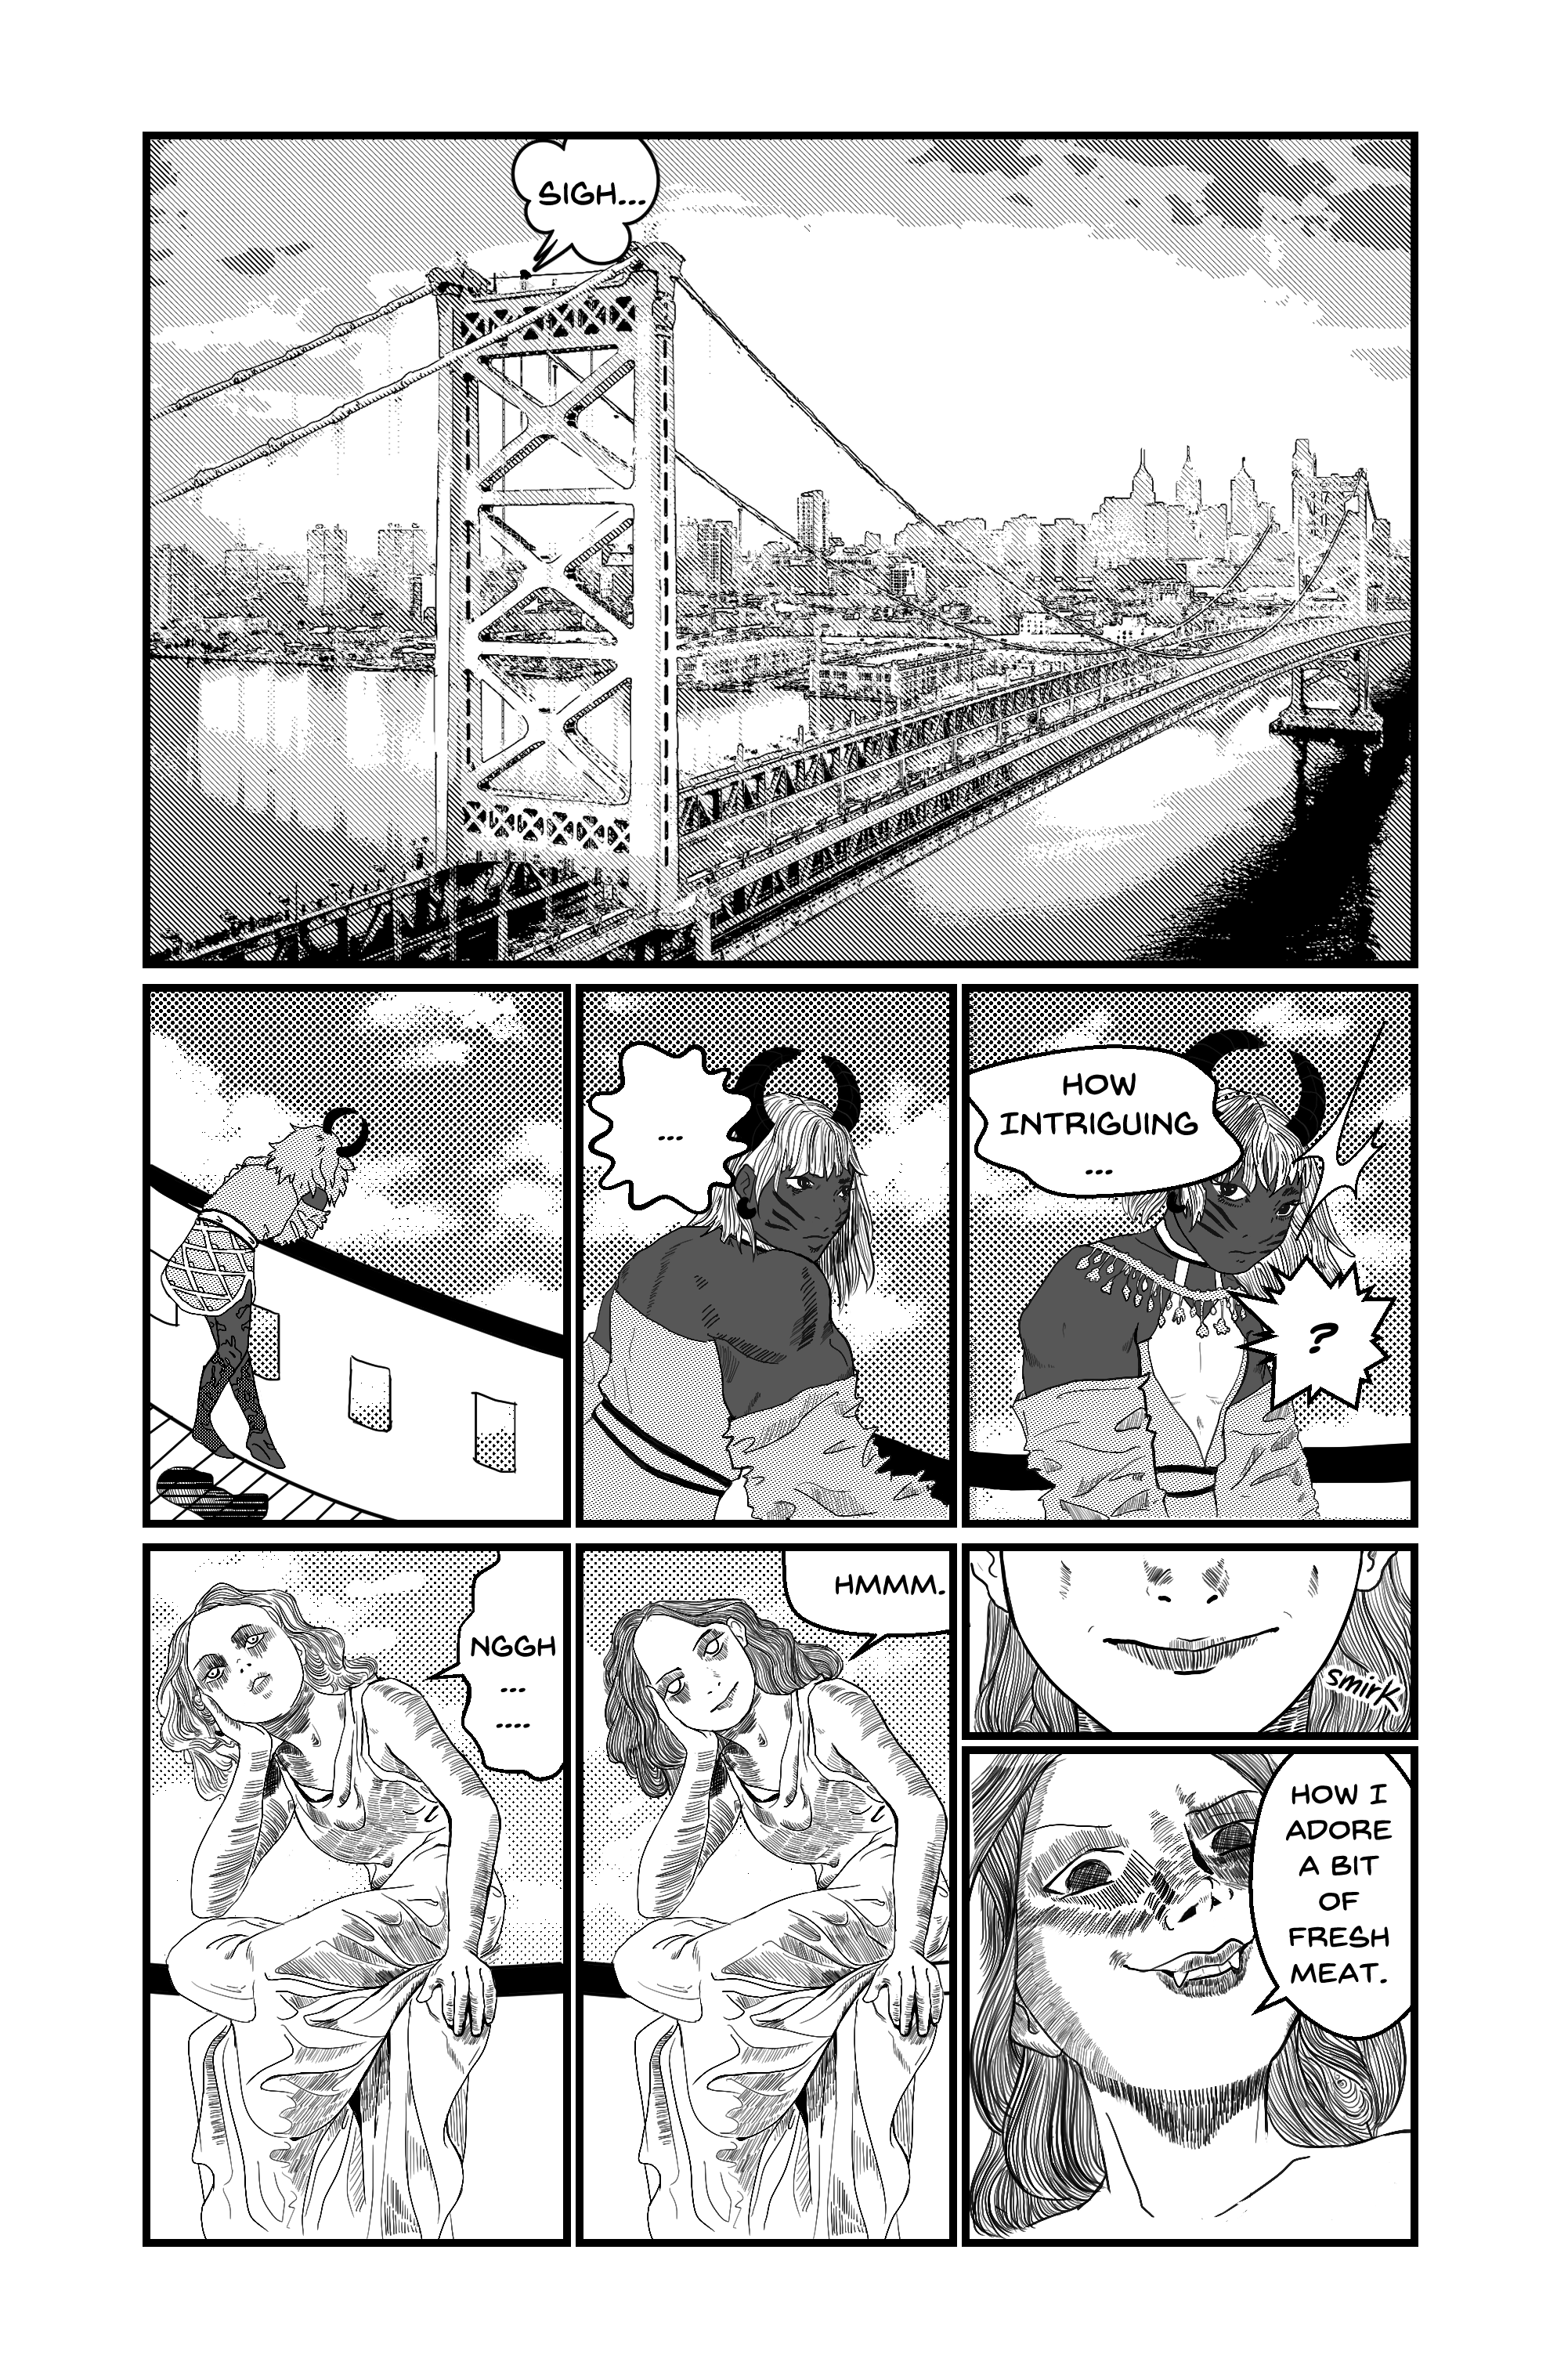 SIGH...
...
HOW
INTRIGUING
...
?
NGGH
...
....
HMMM.
smirk
HOW I
ADORE
A BIT
OF
FRESH
MEAT.